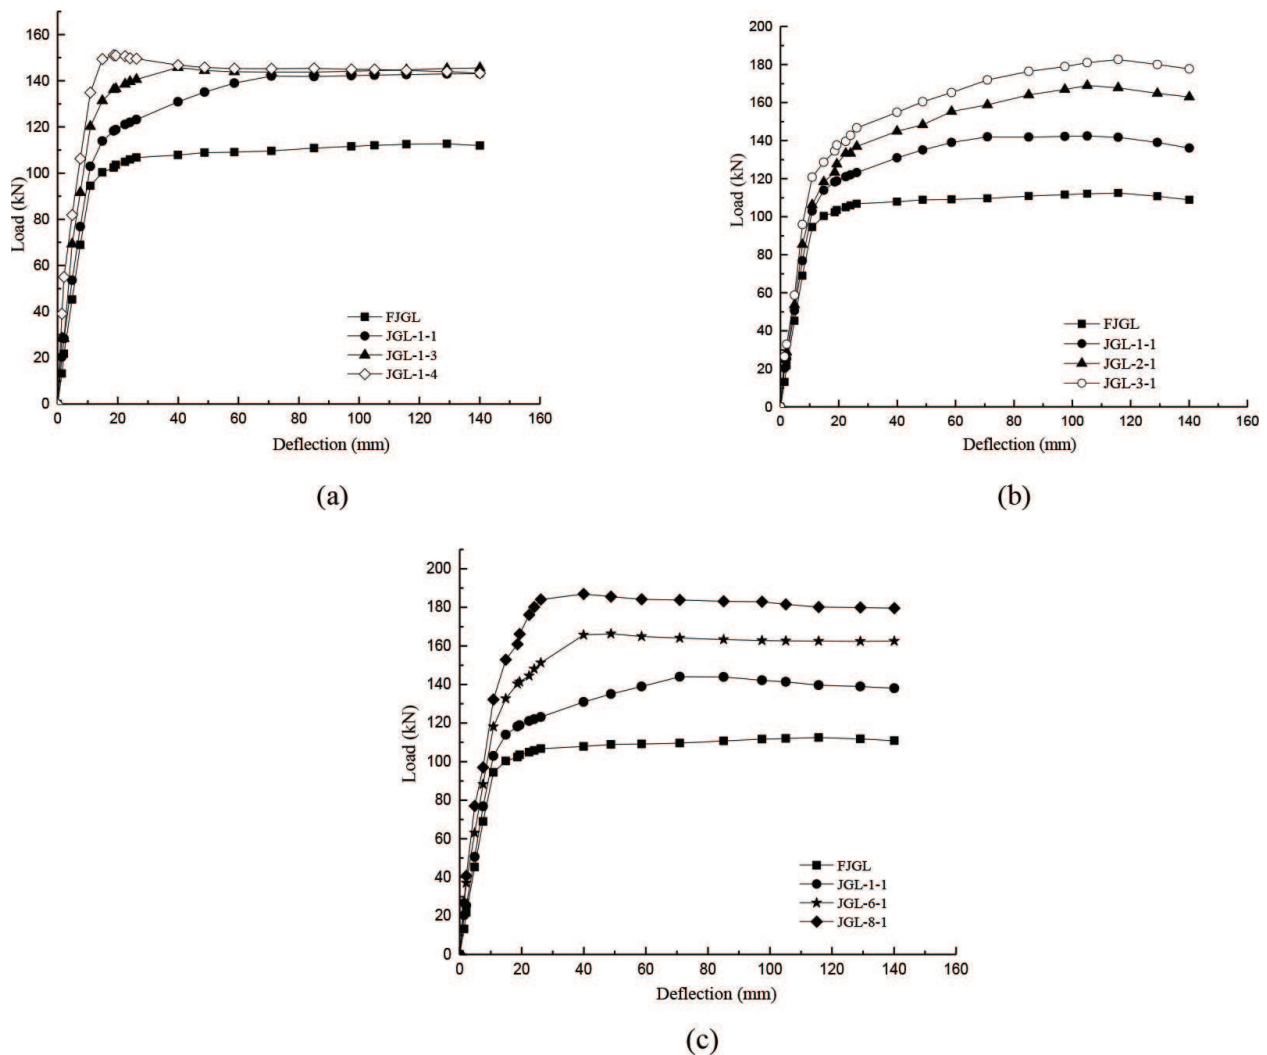 160
140
120
100
80
60
40
20
0
Load (kN)
FJGL
JGL-1-1
JGL-1-3
JGL-1-4
0 20 40 60 80 100 120 140 160
Deflection (mm)
(a)
200
180
160
140
120
100
80
60
40
20
0
Load (kN)
FJGL
JGL-1-1
JGL-2-1
JGL-3-1
0 20 40 60 80 100 120 140 160
Deflection (mm)
(b)
200
180
160
140
120
100
80
60
40
20
0
Load (kN)
FJGL
JGL-1-1
JGL-6-1
JGL-8-1
0 20 40 60 80 100 120 140 160
Deflection (mm)
(c)